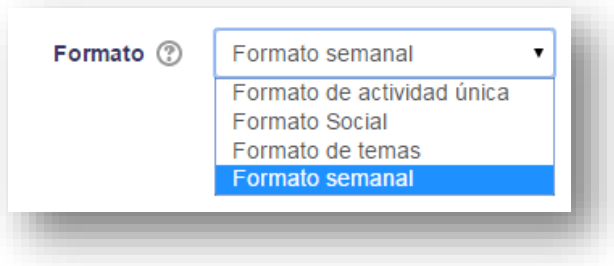 Formato ? Formato semanal
Formato de actividad única
Formato Social
Formato de temas
Formato semanal